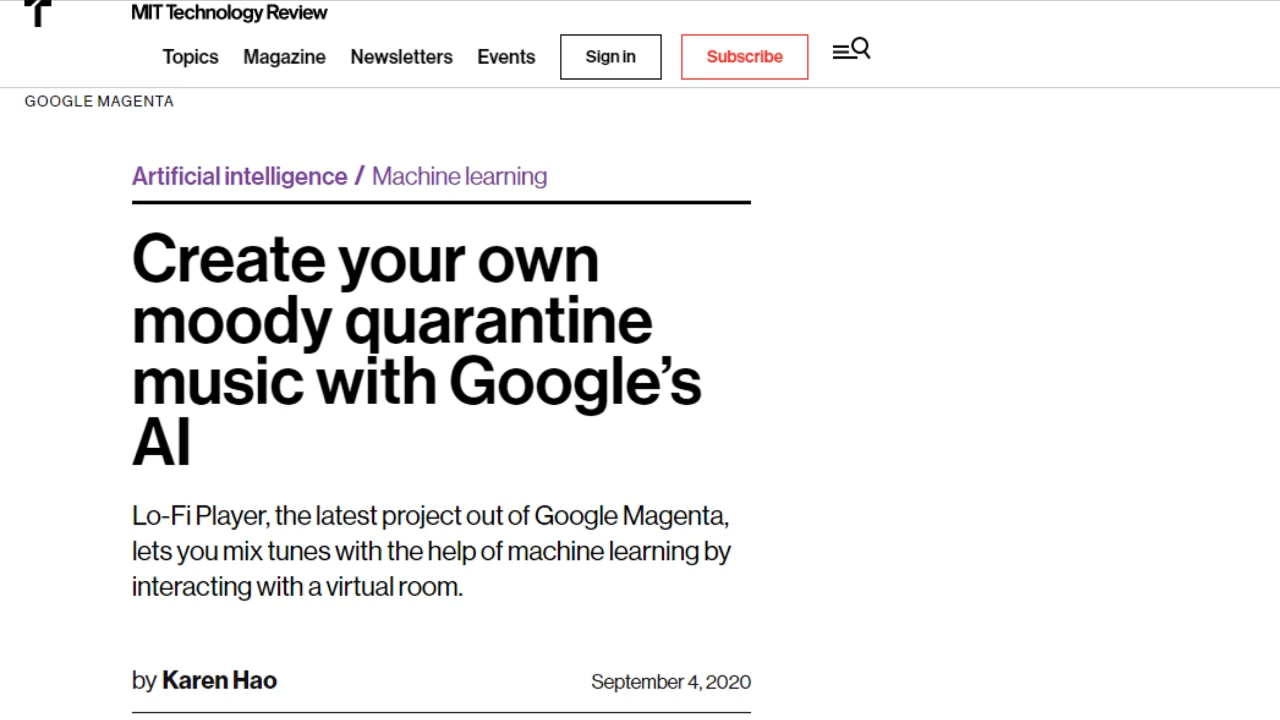 MIT Technology Review
Topics Magazine Newsletters Events Sign in Subscribe
GOOGLE MAGENTA
Artificial intelligence / Machine learning
Create your own
moody quarantine
music with Google’s
AI
Lo-Fi Player, the latest project out of Google Magenta,
lets you mix tunes with the help of machine learning by
interacting with a virtual room.
by Karen Hao September 4, 2020